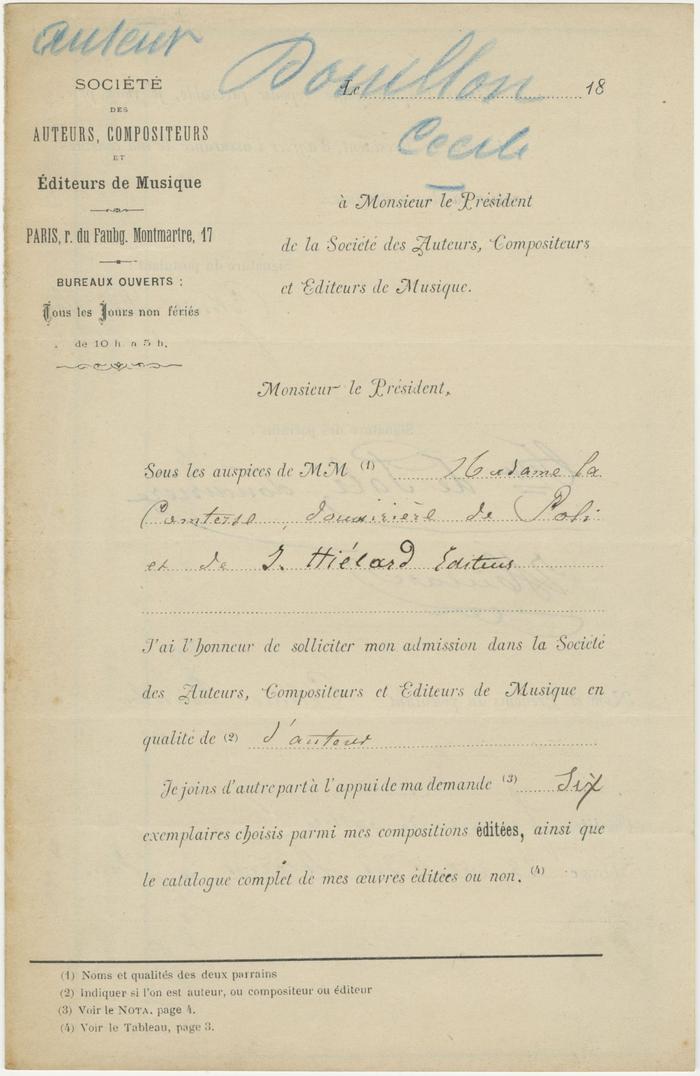 auteur
Douillon
Cecile
SOCIÉTÉ
DES
AUTEURS, COMPOSITEURS
ET
Éditeurs de Musique
PARIS, r. du Faubg. Montmartre, 17
BUREAUX OUVERTS :
Tous les Jours non fériés
de 10 h. à 5 h.
Le 18
à Monsieur le Président
de la Société des Auteurs, Compositeurs
et Editeurs de Musique.
Monsieur le Président,
Sous les auspices de MM (1) Madame la
Comtesse, douairière de Poli
et de J. Hiélard Editeur
J'ai l'honneur de solliciter mon admission dans la Société
des Auteurs, Compositeurs et Editeurs de Musique en
qualité de (2) d'auteur
Je joins d'autre part à l'appui de ma demande (3) Six
exemplaires choisis parmi mes compositions éditées, ainsi que
le catalogue complet de mes œuvres éditées ou non. (4)
(1) Noms et qualités des deux parrains
(2) Indiquer si l'on est auteur, ou compositeur ou éditeur
(3) Voir le NOTA, page 4.
(4) Voir le Tableau, page 3.